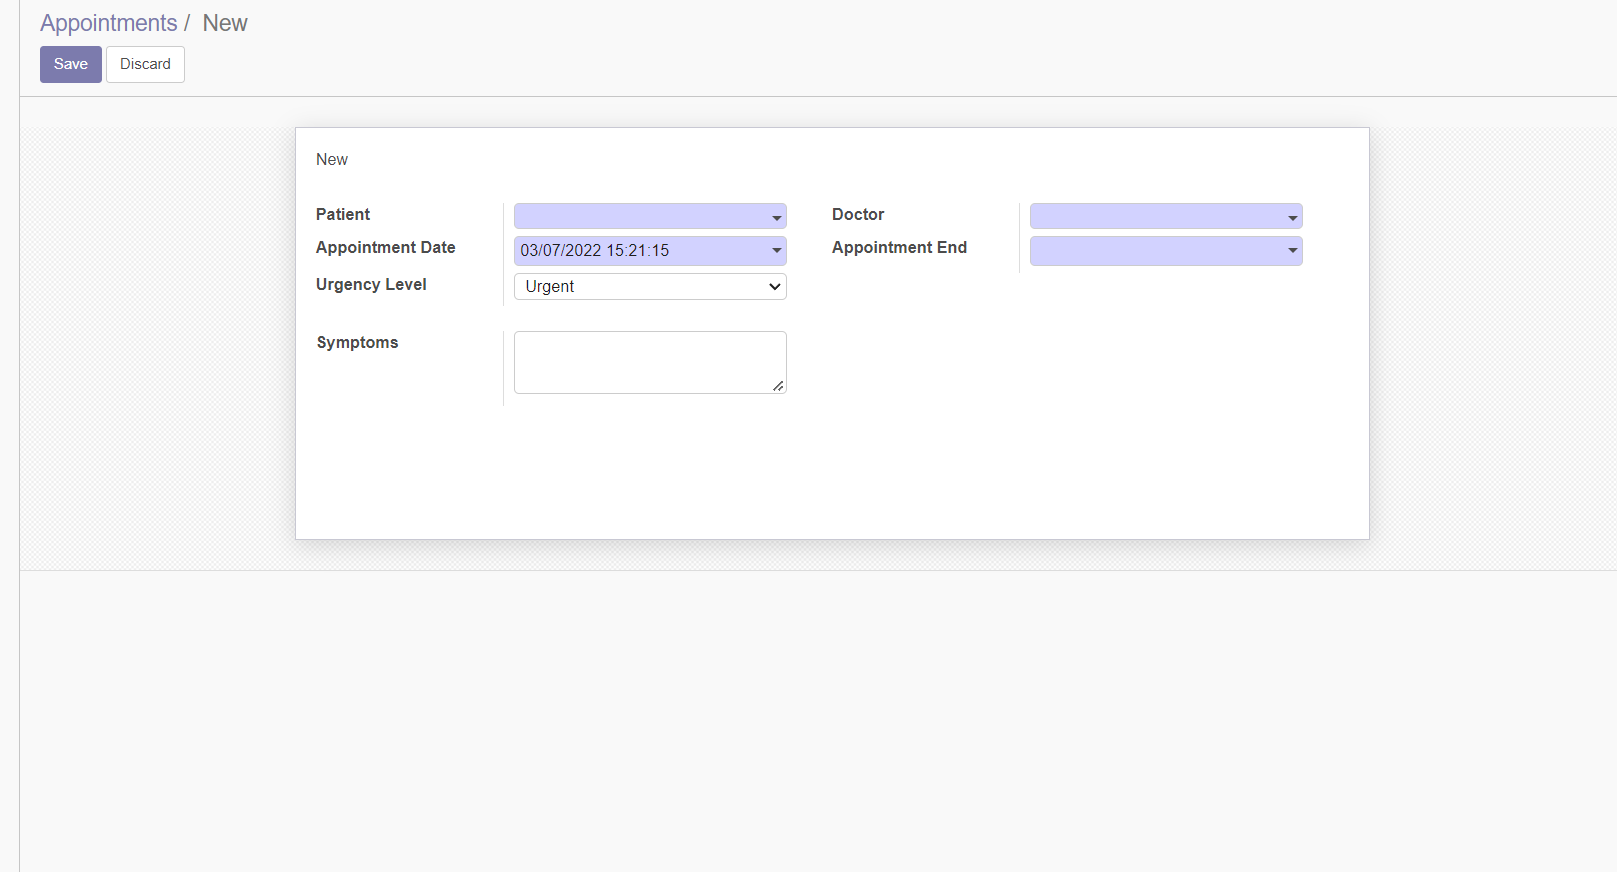 Appointments / New
Save Discard
New
Patient
Doctor
Appointment Date 03/07/2022 15:21:15
Appointment End
Urgency Level Urgent
Symptoms